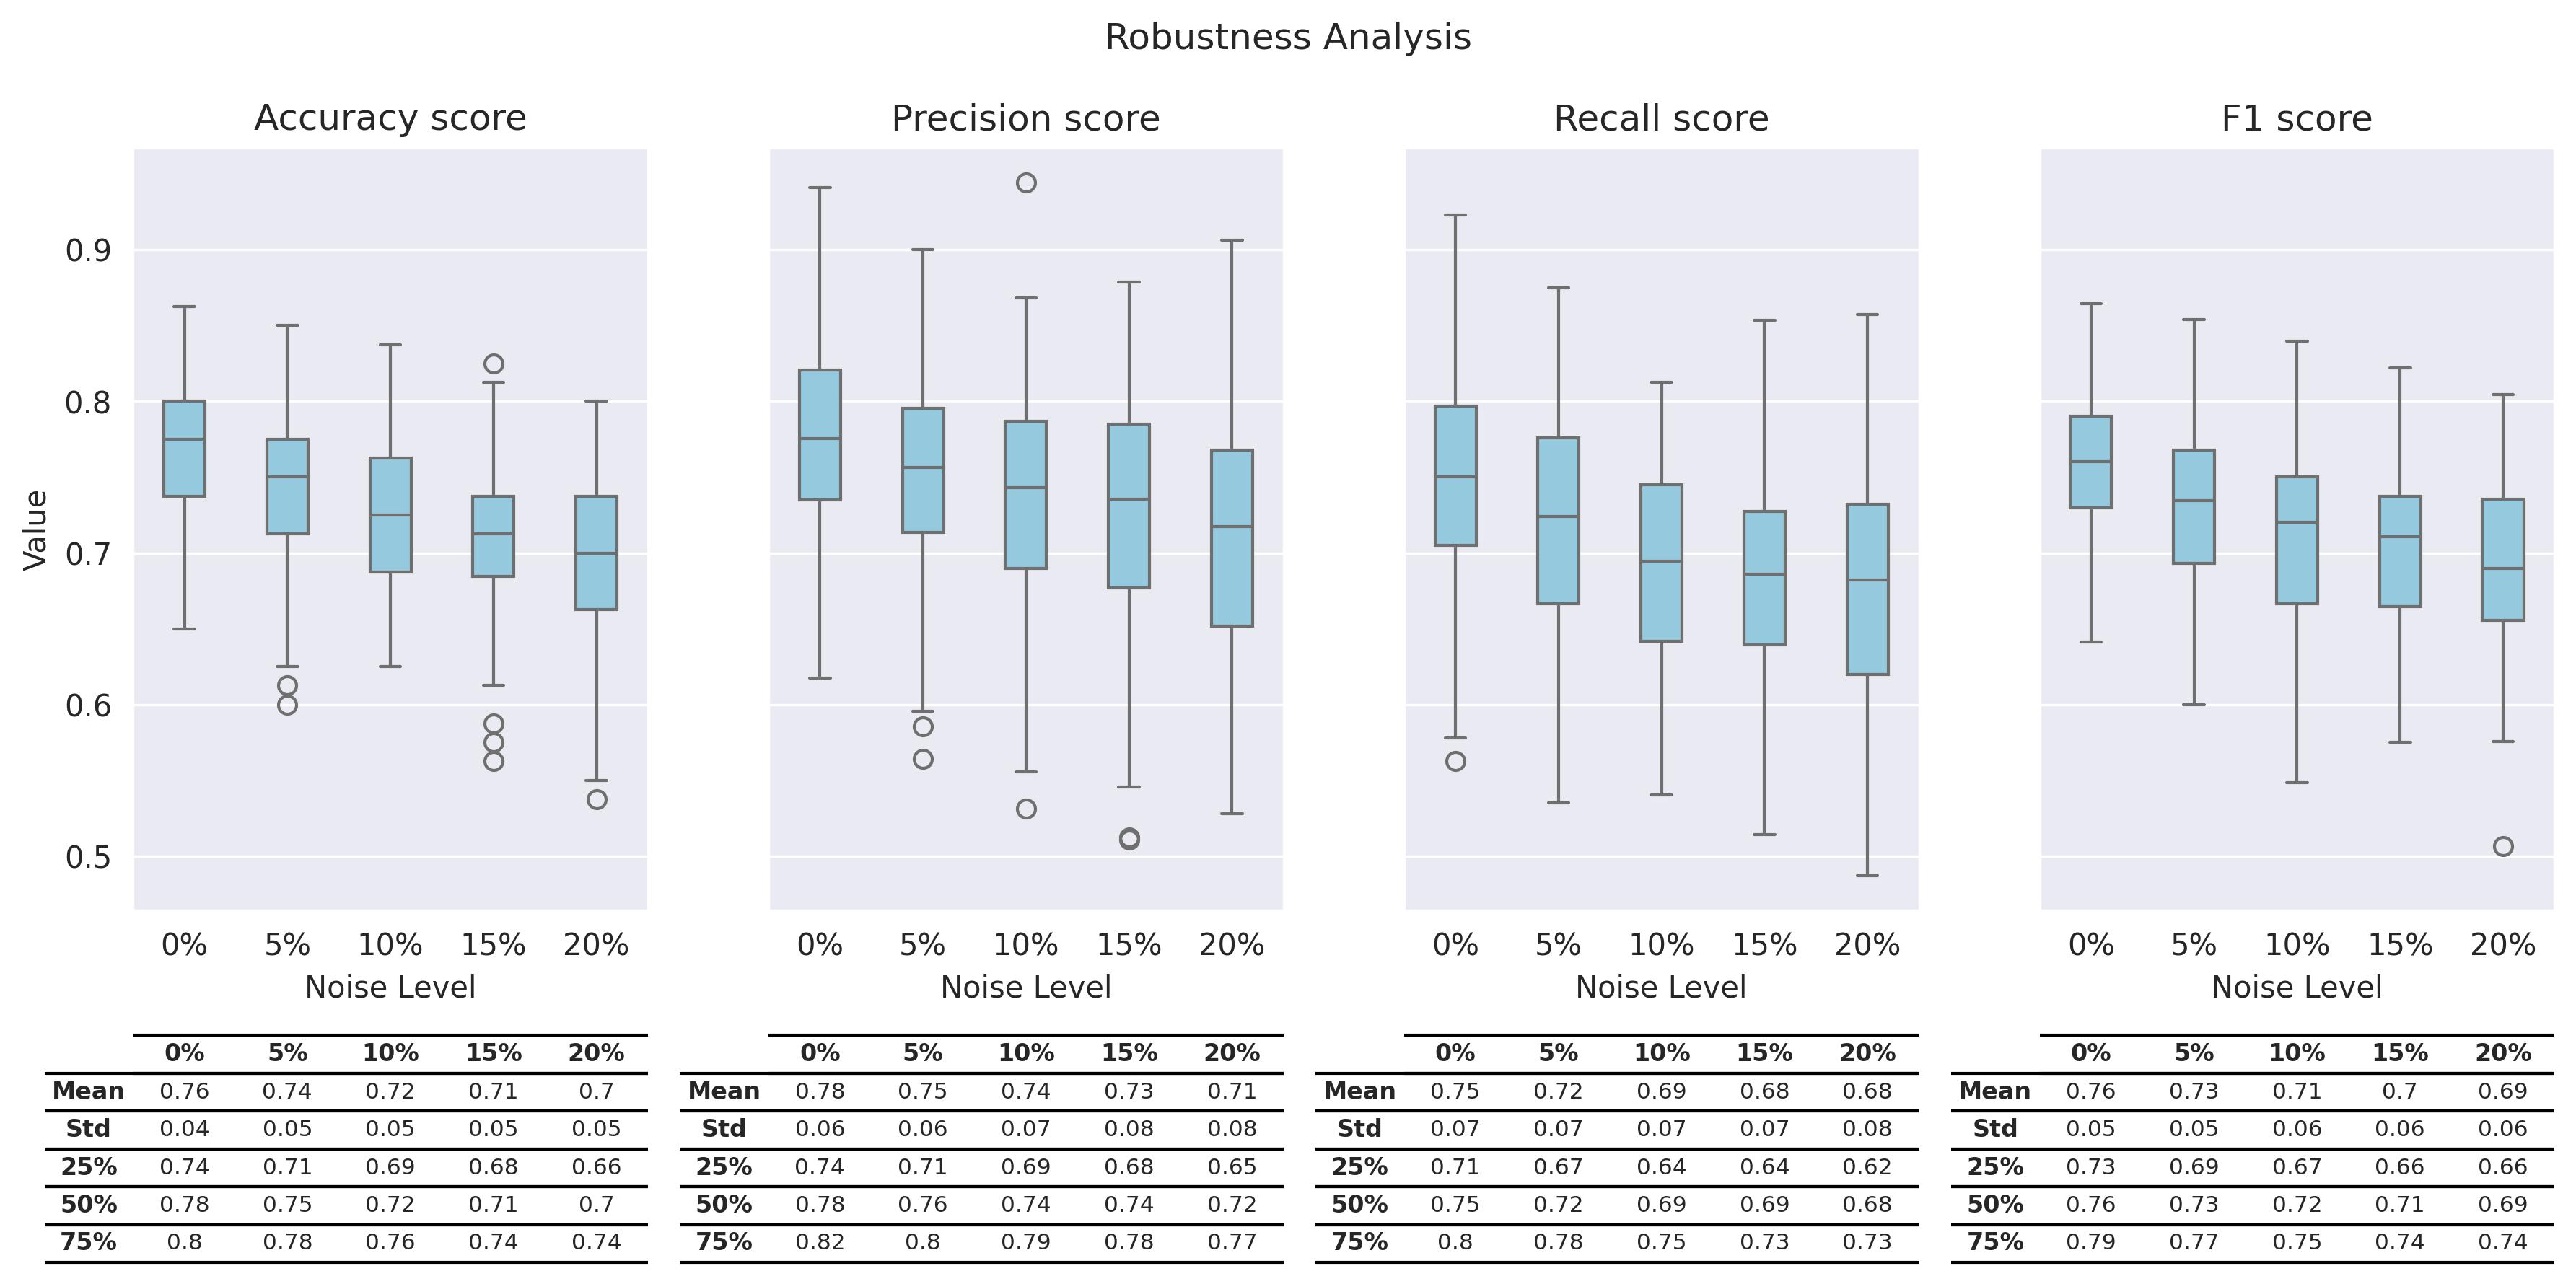 Robustness Analysis
Accuracy score
Precision score
Recall score
F1 score
Value
0.9
0.8
0.7
0.6
0.5
0% 5% 10% 15% 20%
0% 5% 10% 15% 20%
0% 5% 10% 15% 20%
0% 5% 10% 15% 20%
Noise Level
Noise Level
Noise Level
Noise Level
0% 5% 10% 15% 20%
Mean 0.76 0.74 0.72 0.71 0.7
Std 0.04 0.05 0.05 0.05 0.05
25% 0.74 0.71 0.69 0.68 0.66
50% 0.78 0.75 0.72 0.71 0.7
75% 0.8 0.78 0.76 0.74 0.74
0% 5% 10% 15% 20%
Mean 0.78 0.75 0.74 0.73 0.71
Std 0.06 0.06 0.07 0.08 0.08
25% 0.74 0.71 0.69 0.68 0.65
50% 0.78 0.76 0.74 0.74 0.72
75% 0.82 0.8 0.79 0.78 0.77
0% 5% 10% 15% 20%
Mean 0.75 0.72 0.69 0.68 0.68
Std 0.07 0.07 0.07 0.07 0.08
25% 0.71 0.67 0.64 0.64 0.62
50% 0.75 0.72 0.69 0.69 0.68
75% 0.8 0.78 0.75 0.73 0.73
0% 5% 10% 15% 20%
Mean 0.76 0.73 0.71 0.7 0.69
Std 0.05 0.05 0.06 0.06 0.06
25% 0.73 0.69 0.67 0.66 0.66
50% 0.76 0.73 0.72 0.71 0.69
75% 0.79 0.77 0.75 0.74 0.74